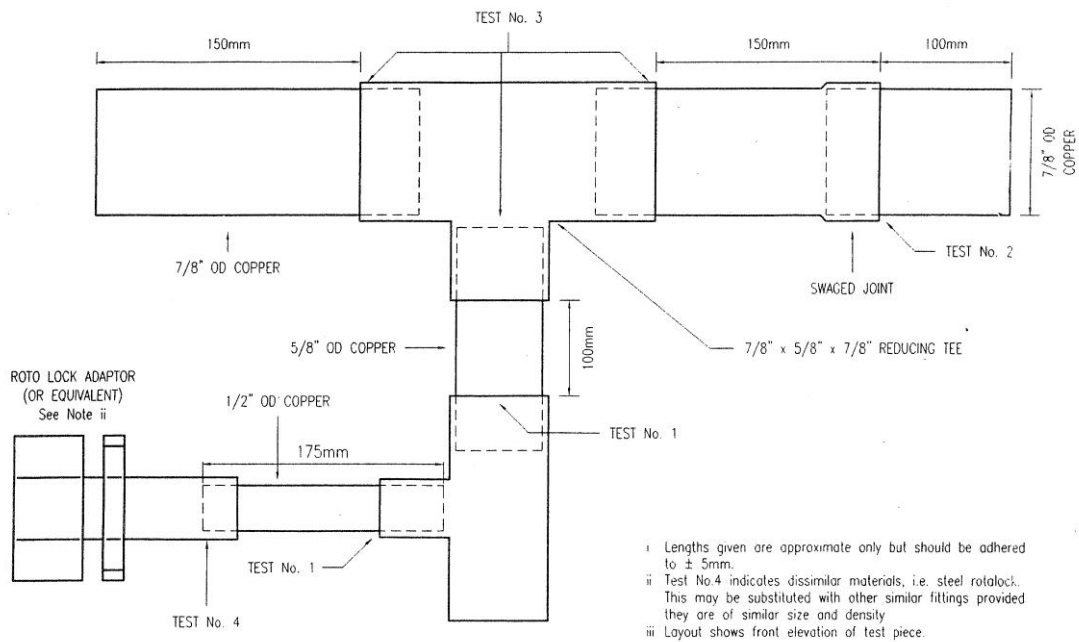 TEST No. 3
150mm
150mm
100mm
7/8" OD
COPPER
7/8" OD COPPER
TEST No. 2
SWAGED JOINT
5/8" OD COPPER
100mm
7/8" x 5/8" x 7/8" REDUCING TEE
ROTO LOCK ADAPTOR
(OR EQUIVALENT)
See Note ii
1/2" OD COPPER
TEST No. 1
175mm
TEST No. 1
TEST No. 4
i Lengths given are approximate only but should be adhered
to ± 5mm.
ii Test No.4 indicates dissimilar materials, i.e. steel rotalock.
This may be substituted with other similar fittings provided
they are of similar size and density
iii Layout shows front elevation of test piece.